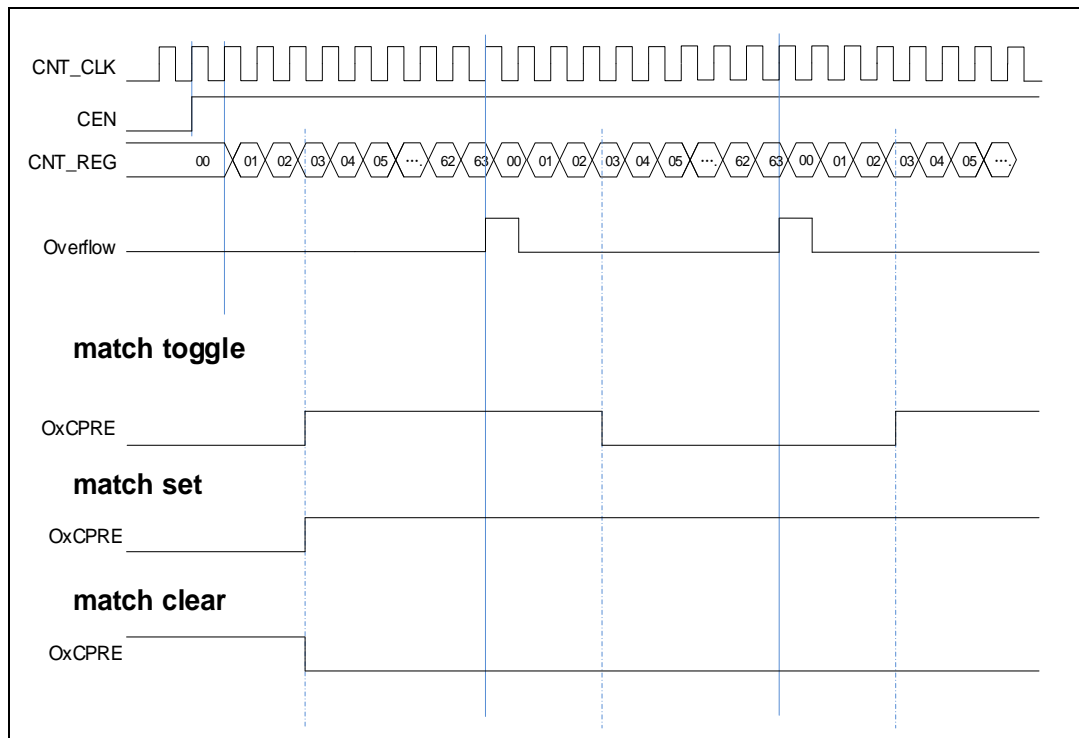 CNT_CLK
CEN
CNT_REG 00 01 02 03 04 05 .... 62 63 00 01 02 03 04 05 .... 62 63 00 01 02 03 04 05 ....
Overflow
match toggle
OxCPRE
match set
OxCPRE
match clear
OxCPRE